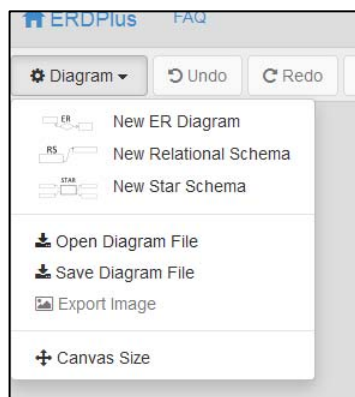 ERDPlus FAQ
Diagram Undo Redo
ER New ER Diagram
RS New Relational Schema
STAR New Star Schema
Open Diagram File
Save Diagram File
Export Image
Canvas Size